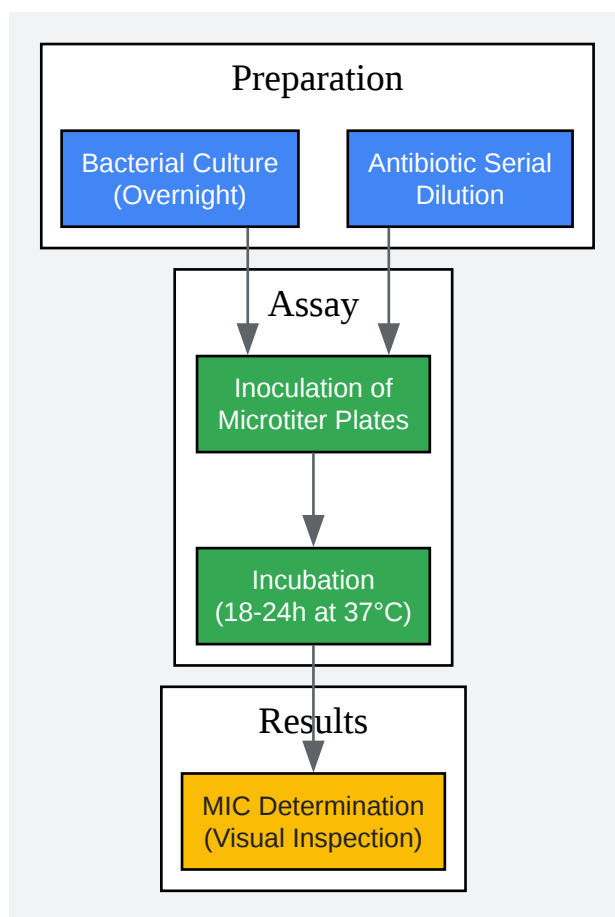 Preparation
Bacterial Culture
(Overnight)
Antibiotic Serial
Dilution
Assay
Inoculation of
Microtiter Plates
Incubation
(18-24h at 37°C)
Results
MIC Determination
(Visual Inspection)